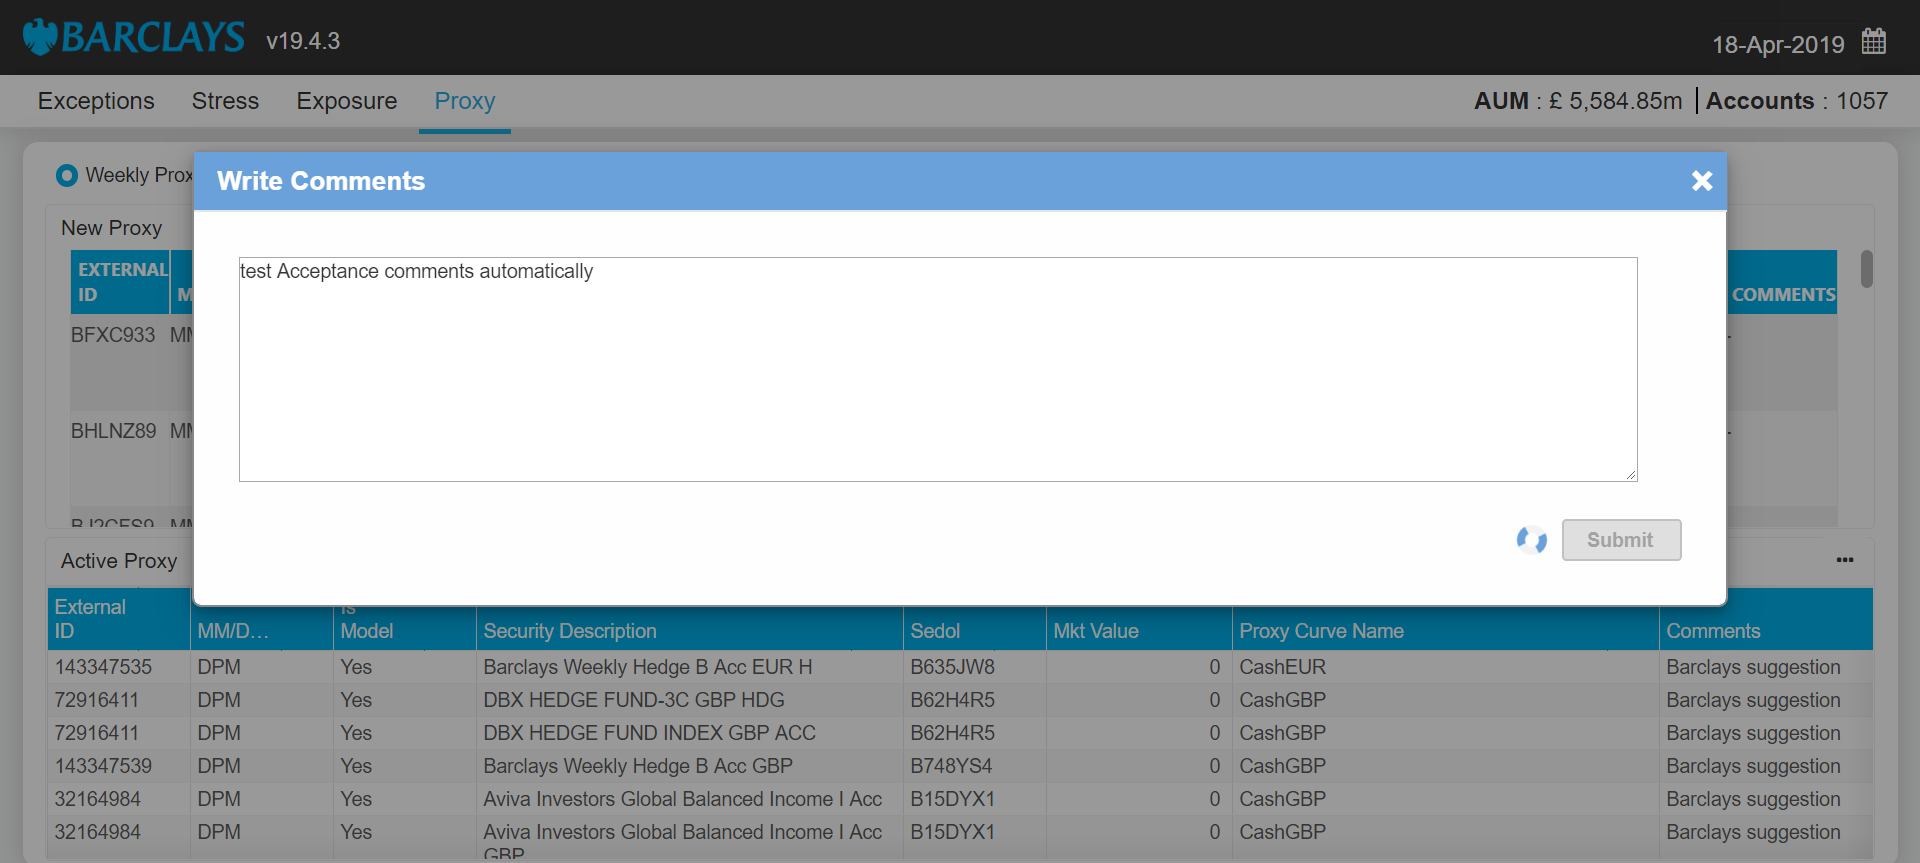 BARCLAYS v19.4.3
18-Apr-2019
Exceptions Stress Exposure Proxy
AUM : £ 5,584.85m Accounts : 1057
Weekly Prox
Write Comments
New Proxy
EXTERNAL ID
COMMENTS
test Acceptance comments automatically
BFXC933 MM
-
BHLNZ89 MM
-
Submit
Active Proxy
External ID MM/D... Is Model Security Description Sedol Mkt Value Proxy Curve Name Comments
143347535 DPM Yes Barclays Weekly Hedge B Acc EUR H B635JW8 0 CashEUR Barclays suggestion
72916411 DPM Yes DBX HEDGE FUND-3C GBP HDG B62H4R5 0 CashGBP Barclays suggestion
72916411 DPM Yes DBX HEDGE FUND INDEX GBP ACC B62H4R5 0 CashGBP Barclays suggestion
143347539 DPM Yes Barclays Weekly Hedge B Acc GBP B748YS4 0 CashGBP Barclays suggestion
32164984 DPM Yes Aviva Investors Global Balanced Income I Acc B15DYX1 0 CashGBP Barclays suggestion
32164984 DPM Yes Aviva Investors Global Balanced Income I Acc B15DYX1 0 CashGBP Barclays suggestion
GBP